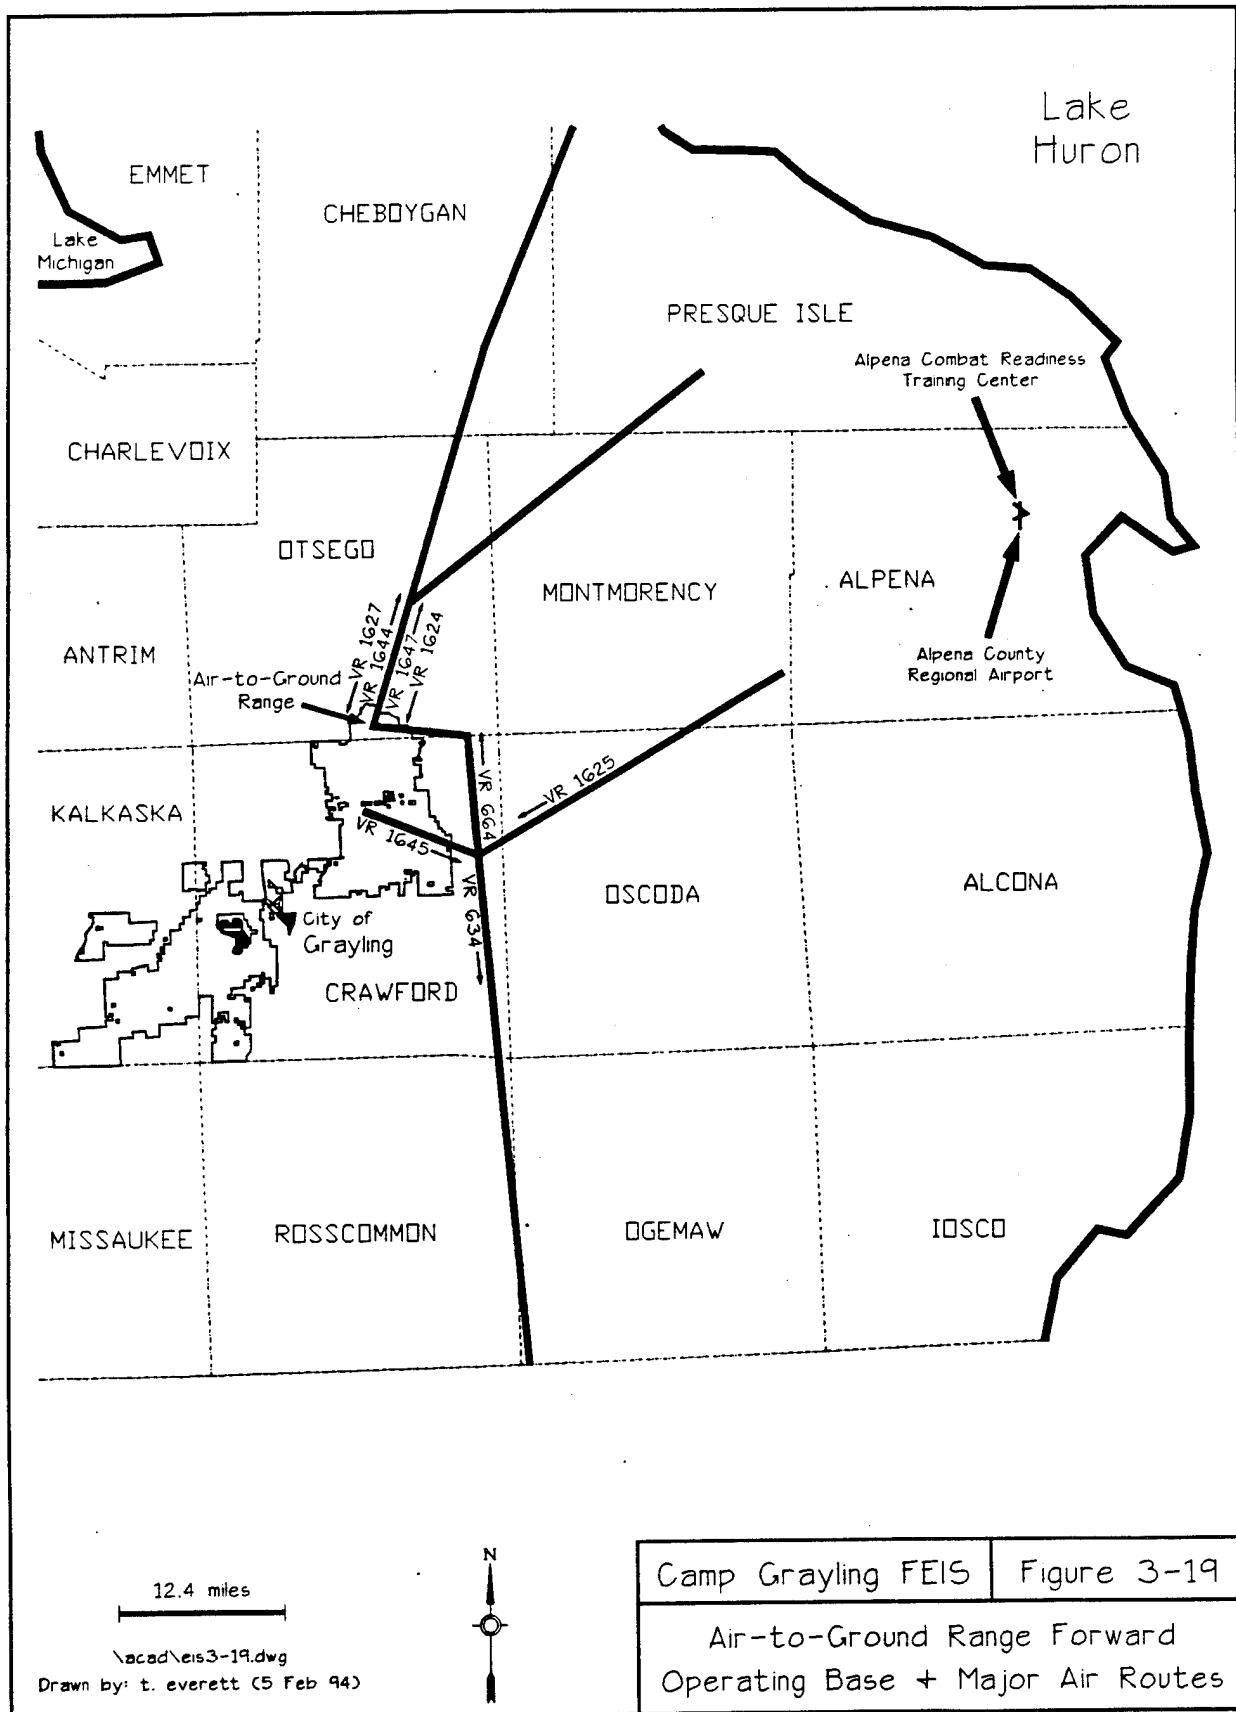 Lake
Huron
EMMET
CHEBOYGAN
Lake
Michigan
PRESQUE ISLE
Alpena Combat Readiness
Training Center
CHARLEVOIX
OTSEGO
MONTMORENCY
ALPENA
VR 1627
VR 1644
VR 1647
VR 1624
ANTRIM
Air-to-Ground
Range
Alpena County
Regional Airport
VR 1625
VR 664
KALKASKA
VR 1645
VR 634
OSCODA
ALCONA
City of
Grayling
CRAWFORD
MISSAUKEE
ROSSCOMMON
OGEMAW
IOSCO
12.4 miles
N
\acad\eis3-19.dwg
Drawn by: t. everett (5 Feb 94)
Camp Grayling FEIS
Figure 3-19
Air-to-Ground Range Forward
Operating Base + Major Air Routes